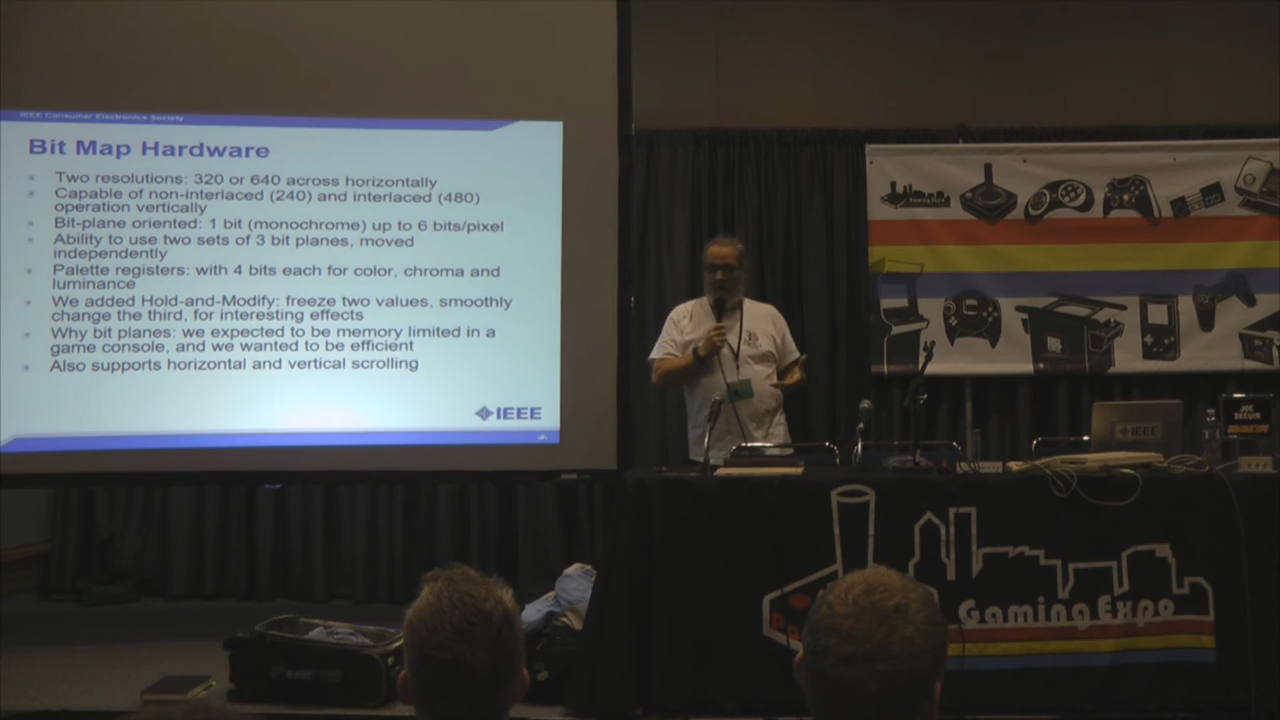 IEEE Consumer Electronics Society
Bit Map Hardware
Two resolutions: 320 or 640 across horizontally
Capable of non-interlaced (240) and interlaced (480)
operation vertically
Bit-plane oriented: 1 bit (monochrome) up to 6 bits/pixel
Ability to use two sets of 3 bit planes, moved
independently
Palette registers: with 4 bits each for color, chroma and
luminance
We added Hold-and-Modify: freeze two values, smoothly
change the third, for interesting effects
Why bit planes: we expected to be memory limited in a
game console, and we wanted to be efficient
Also supports horizontal and vertical scrolling
IEEE
Gaming Expo
IEEE
JOE
DECUIR
Gaming Expo